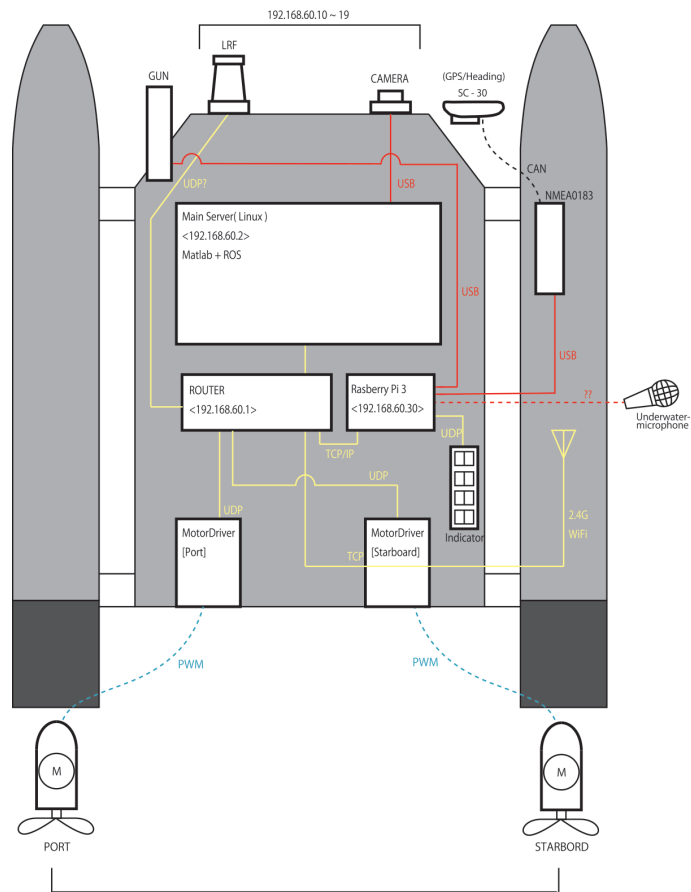 192.168.60.10 ~ 19
LRF
GUN
CAMERA
(GPS/Heading)
SC - 30
CAN
UDP?
USB
NMEA0183
Main Server( Linux )
<192.168.60.2>
Matlab + ROS
USB
USB
ROUTER
<192.168.60.1>
Rasberry Pi 3
<192.168.60.30>
??
Underwater-
microphone
UDP
TCP/IP
UDP
UDP
2.4G
WiFi
MotorDriver
[Port]
MotorDriver
[Starboard]
Indicator
TCP
PWM
PWM
M
M
PORT
STARBORD